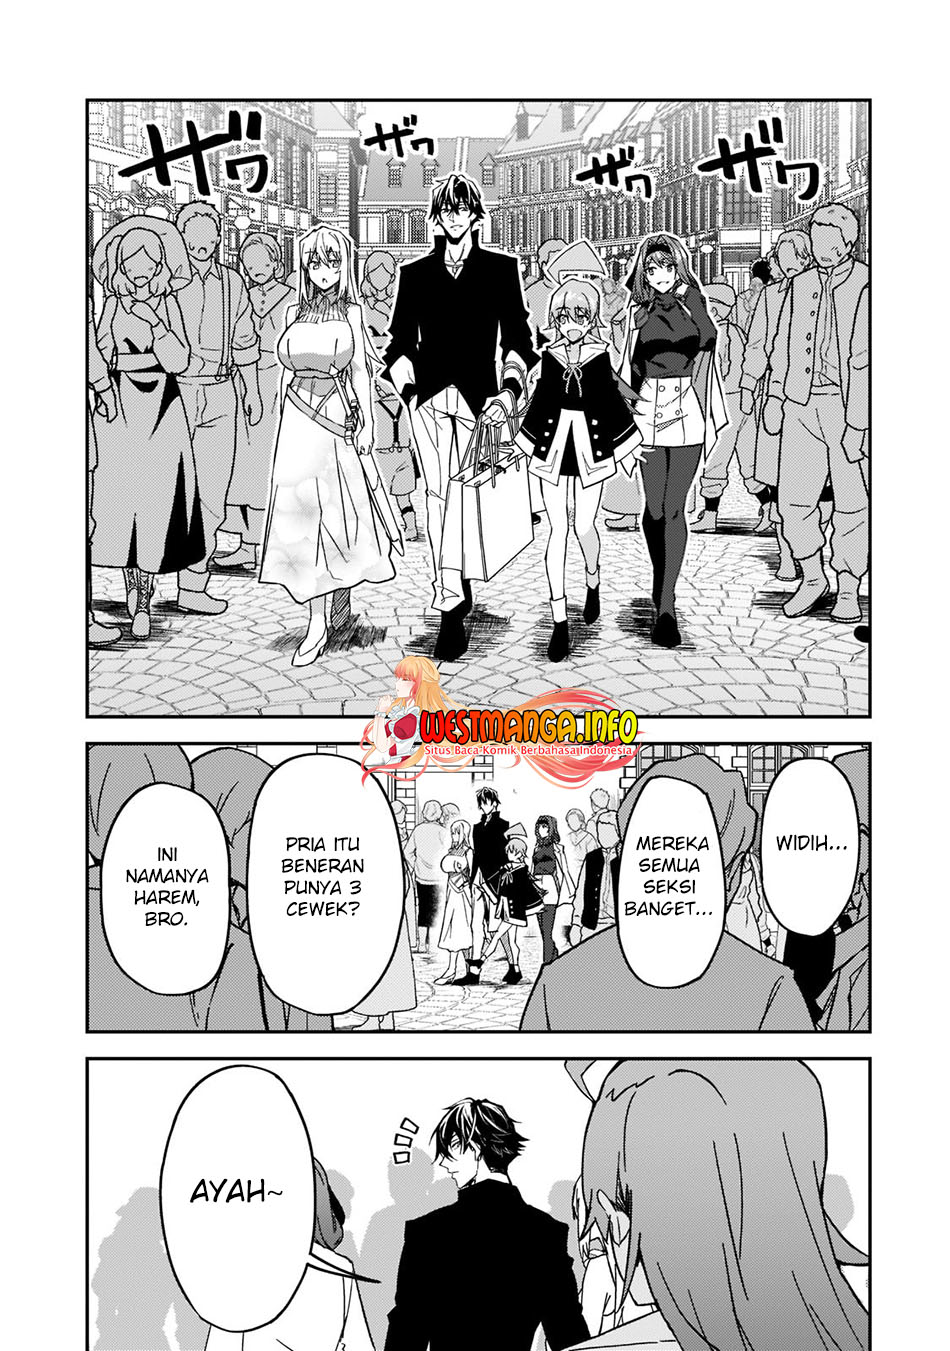 ザワ
ザワ
ザワ
ザワ
WESTMANGA.INFO
Situs Baca Komik Berbahasa Indonesia
WIDIH...
MEREKA
SEMUA
SEKSI
BANGET...
PRIA ITU
BENERAN
PUNYA 3
CEWEK?
INI
NAMANYA
HAREM,
BRO.
AYAH~